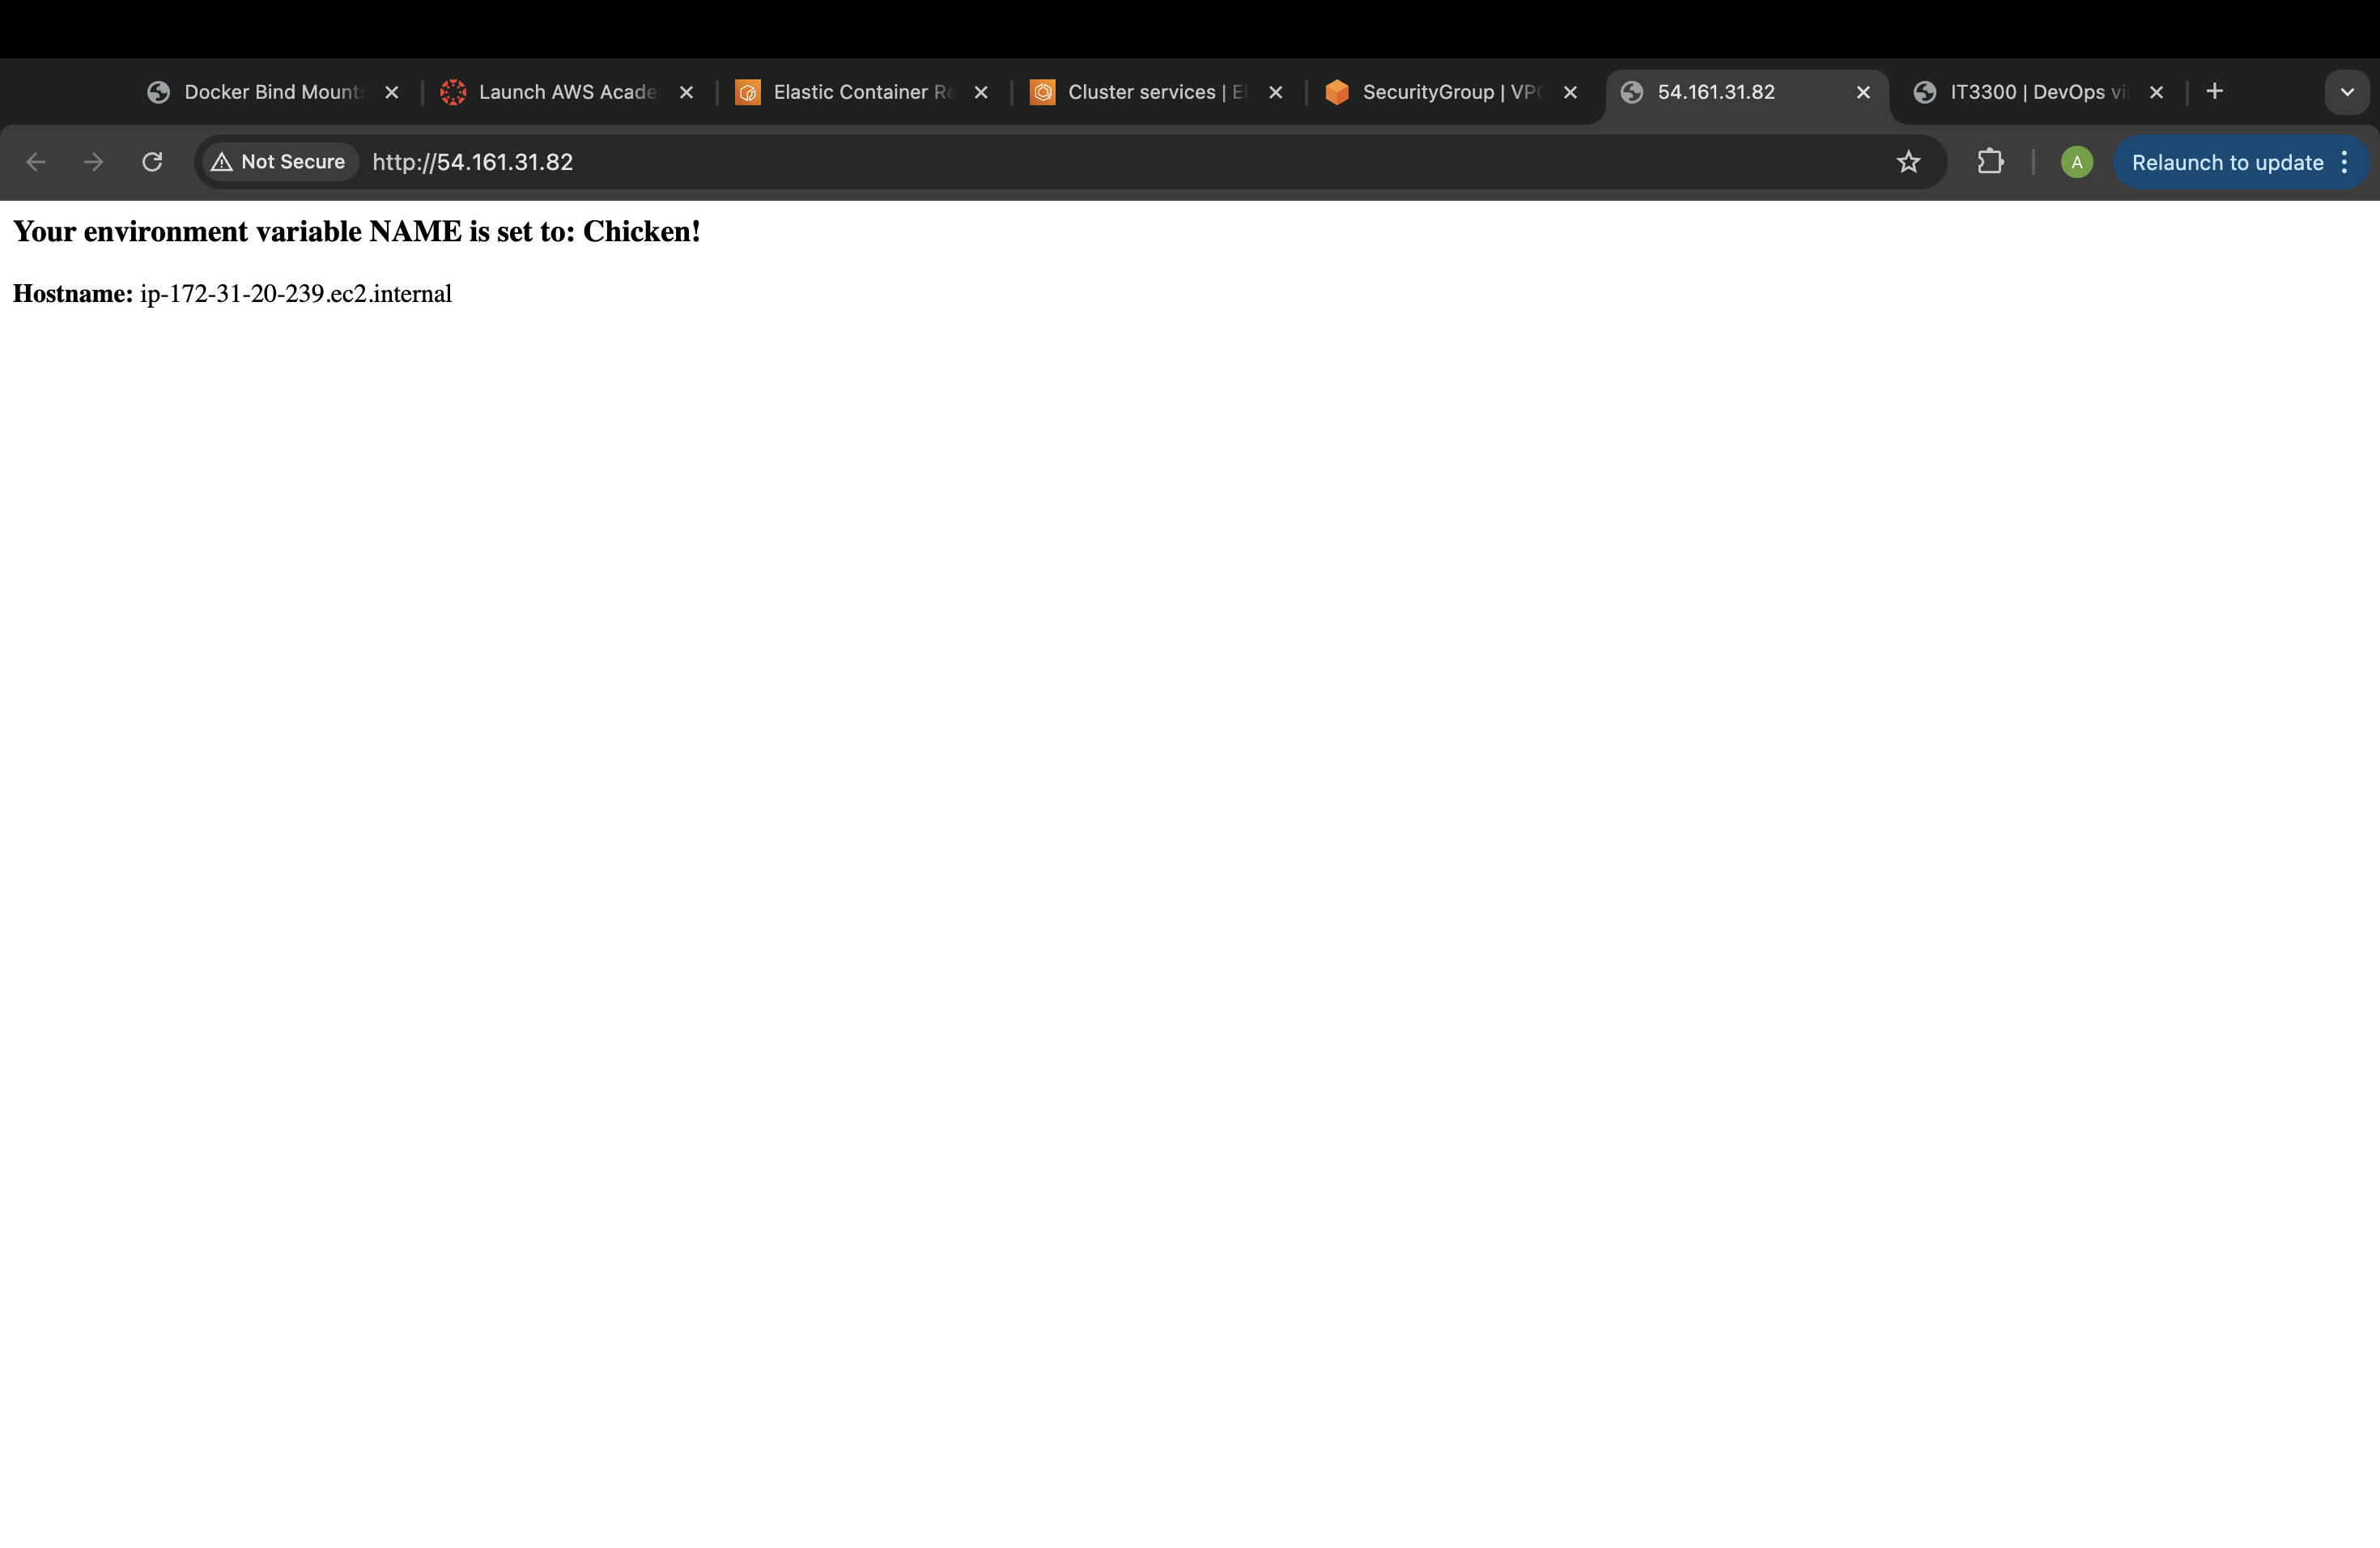 Docker Bind Mounts
Launch AWS Acade
Elastic Container Re
Cluster services | El
SecurityGroup | VPC
54.161.31.82
IT3300 | DevOps vi
Not Secure
http://54.161.31.82
A
Relaunch to update
Your environment variable NAME is set to: Chicken!
Hostname: ip-172-31-20-239.ec2.internal